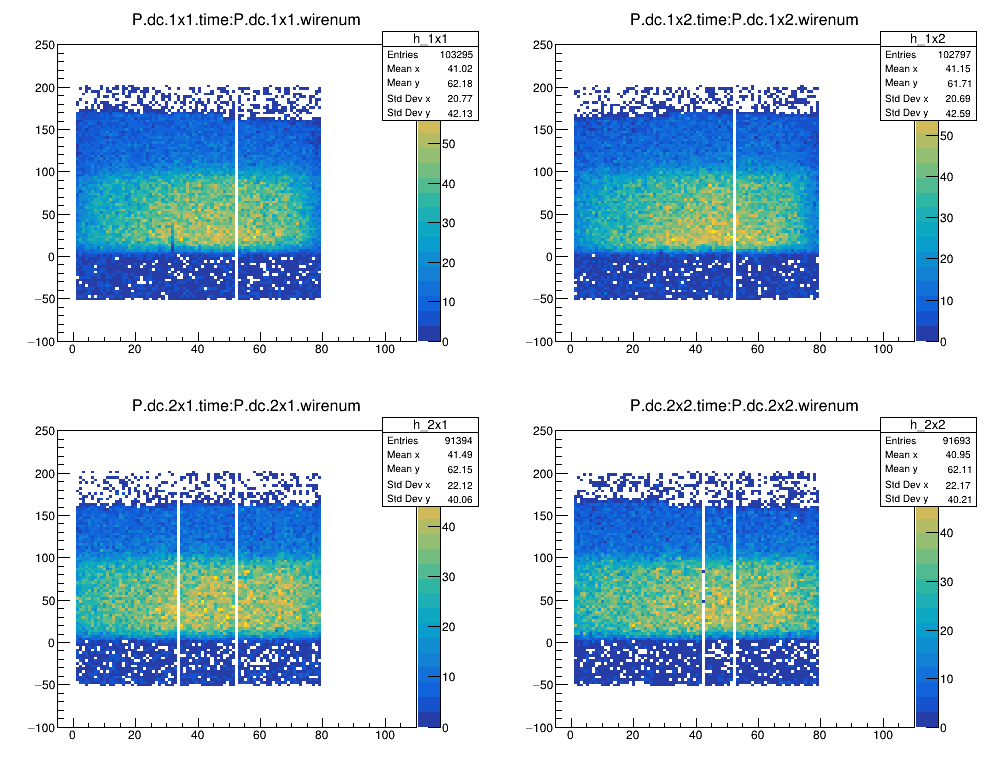 P.dc.1x1.time:P.dc.1x1.wirenum
h_1x1
Entries 103295
Mean x 41.02
Mean y 62.18
Std Dev x 20.77
Std Dev y 42.13
250
200
150
100
50
0
−50
−100
0 20 40 60 80 100
50
40
30
20
10
0
P.dc.1x2.time:P.dc.1x2.wirenum
h_1x2
Entries 102797
Mean x 41.15
Mean y 61.71
Std Dev x 20.69
Std Dev y 42.59
250
200
150
100
50
0
−50
−100
0 20 40 60 80 100
50
40
30
20
10
0
P.dc.2x1.time:P.dc.2x1.wirenum
h_2x1
Entries 91394
Mean x 41.49
Mean y 62.15
Std Dev x 22.12
Std Dev y 40.06
250
200
150
100
50
0
−50
−100
0 20 40 60 80 100
40
30
20
10
0
P.dc.2x2.time:P.dc.2x2.wirenum
h_2x2
Entries 91693
Mean x 40.95
Mean y 62.11
Std Dev x 22.17
Std Dev y 40.21
250
200
150
100
50
0
−50
−100
0 20 40 60 80 100
40
30
20
10
0